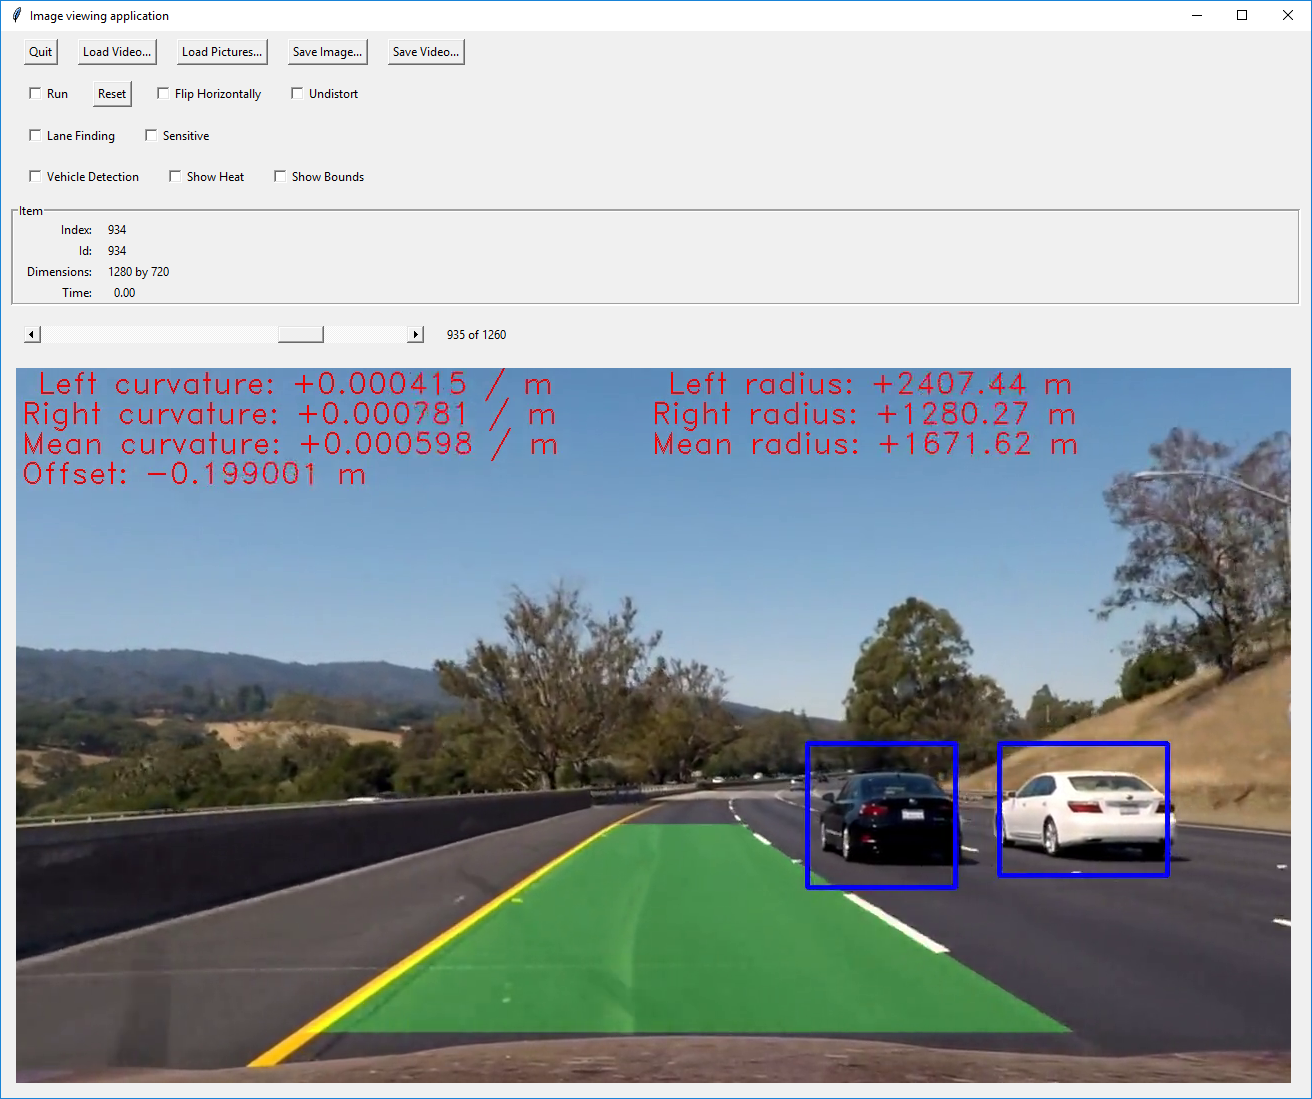 Image viewing application
Quit Load Video... Load Pictures... Save Image... Save Video...
Run Reset Flip Horizontally Undistort
Lane Finding Sensitive
Vehicle Detection Show Heat Show Bounds
Item
Index: 934
Id: 934
Dimensions: 1280 by 720
Time: 0.00
935 of 1260
Left curvature: +0.000415 / m Left radius: +2407.44 m
Right curvature: +0.000781 / m Right radius: +1280.27 m
Mean curvature: +0.000598 / m Mean radius: +1671.62 m
Offset: -0.199001 m